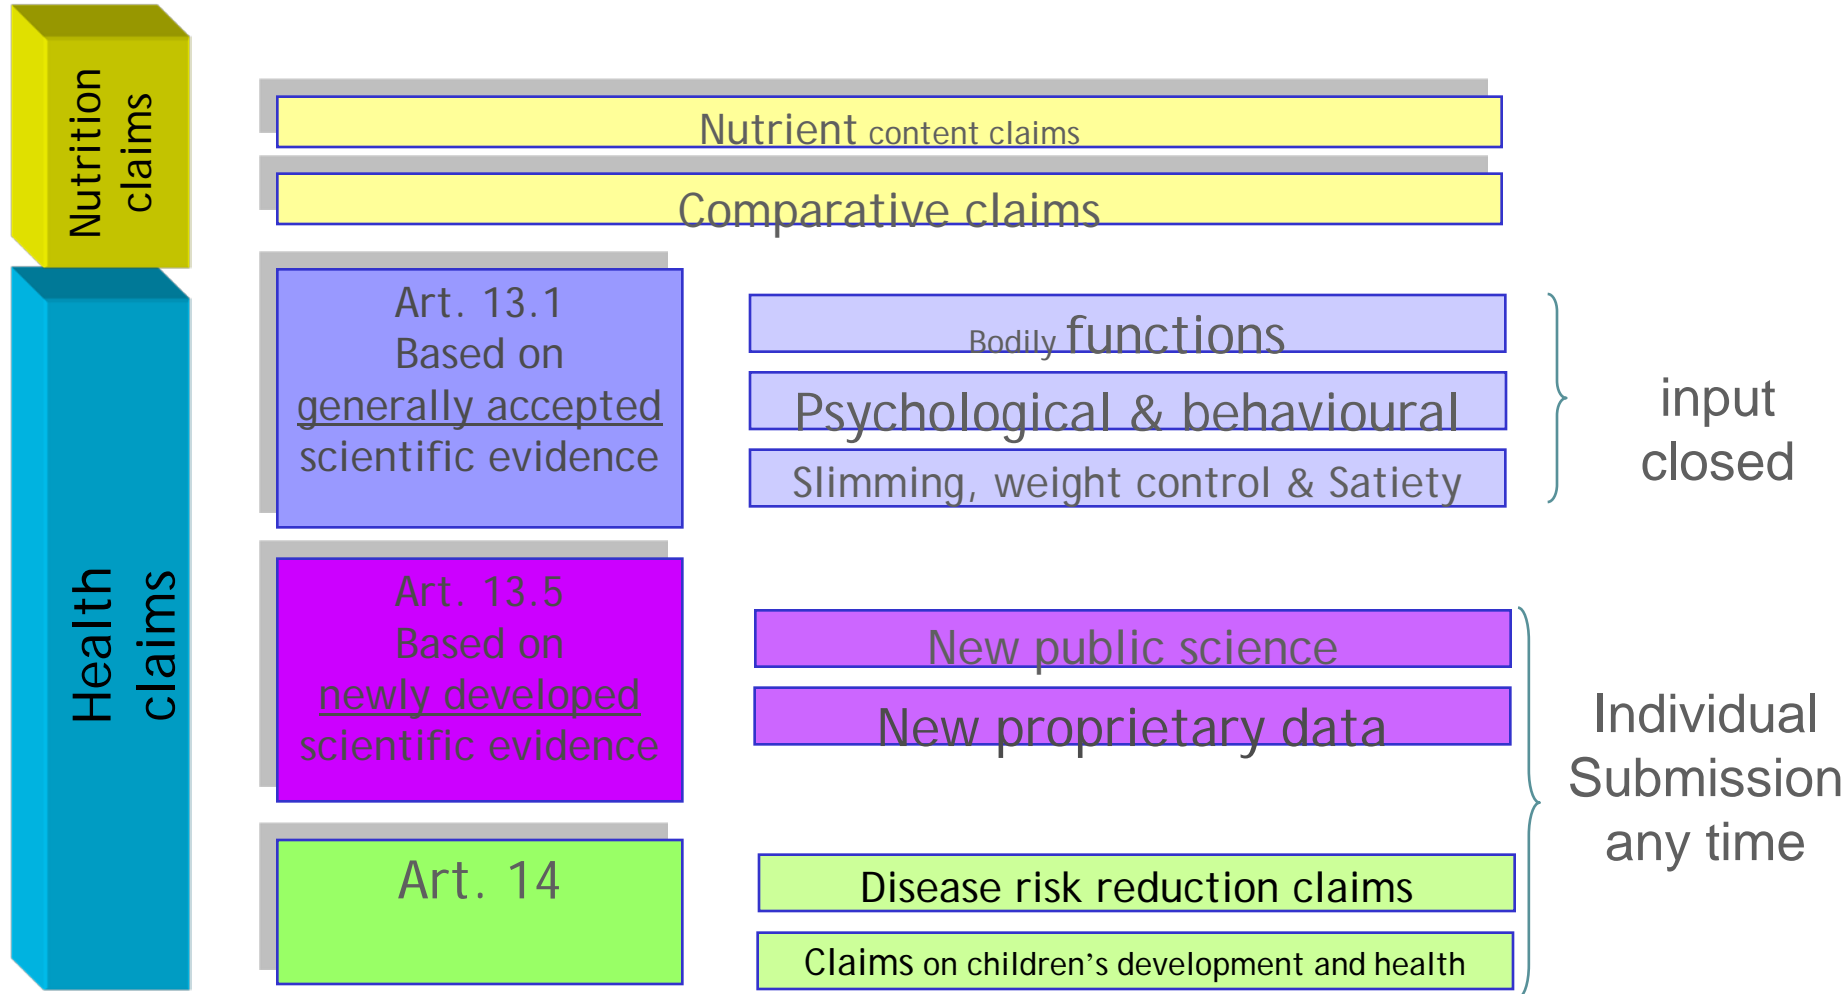 Nutrition
claims
Nutrient content claims
Comparative claims
Health
claims
Art. 13.1
Based on
generally accepted
scientific evidence
Bodily functions
Psychological & behavioural
Slimming, weight control & Satiety
input
closed
Art. 13.5
Based on
newly developed
scientific evidence
New public science
New proprietary data
Individual
Submission
any time
Art. 14
Disease risk reduction claims
Claims on children’s development and health